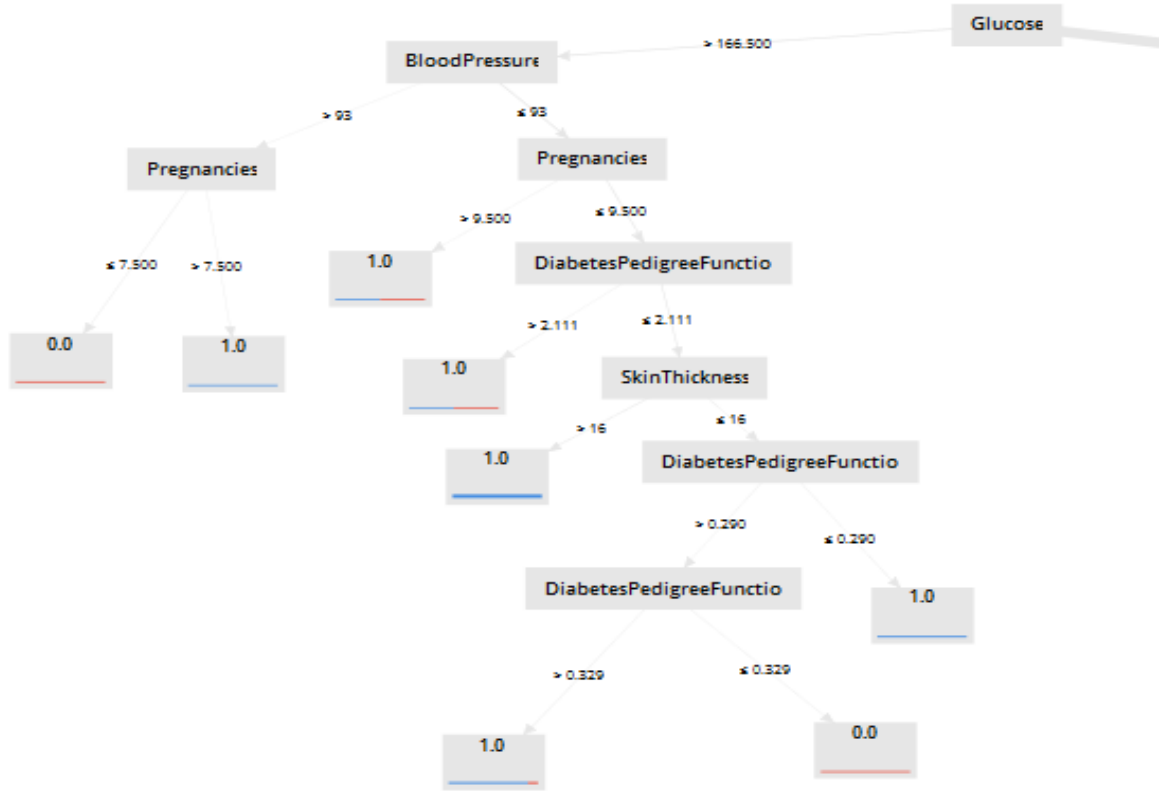 Glucose
> 166.500
BloodPressure
> 93
≤ 93
Pregnancies
Pregnancies
> 9.500
≤ 9.500
≤ 7.500
> 7.500
1.0
DiabetesPedigreeFunctio
> 2.111
≤ 2.111
0.0
1.0
1.0
SkinThickness
> 16
≤ 16
1.0
DiabetesPedigreeFunctio
> 0.290
≤ 0.290
DiabetesPedigreeFunctio
1.0
> 0.329
≤ 0.329
1.0
0.0